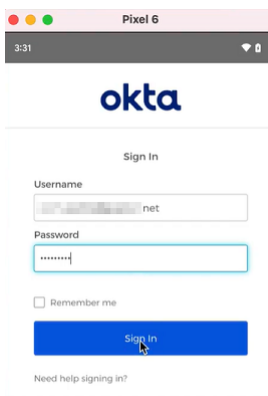 Pixel 6
3:31
okta
Sign In
Username
net
Password
•••••••••
Remember me
Sign In
Need help signing in?